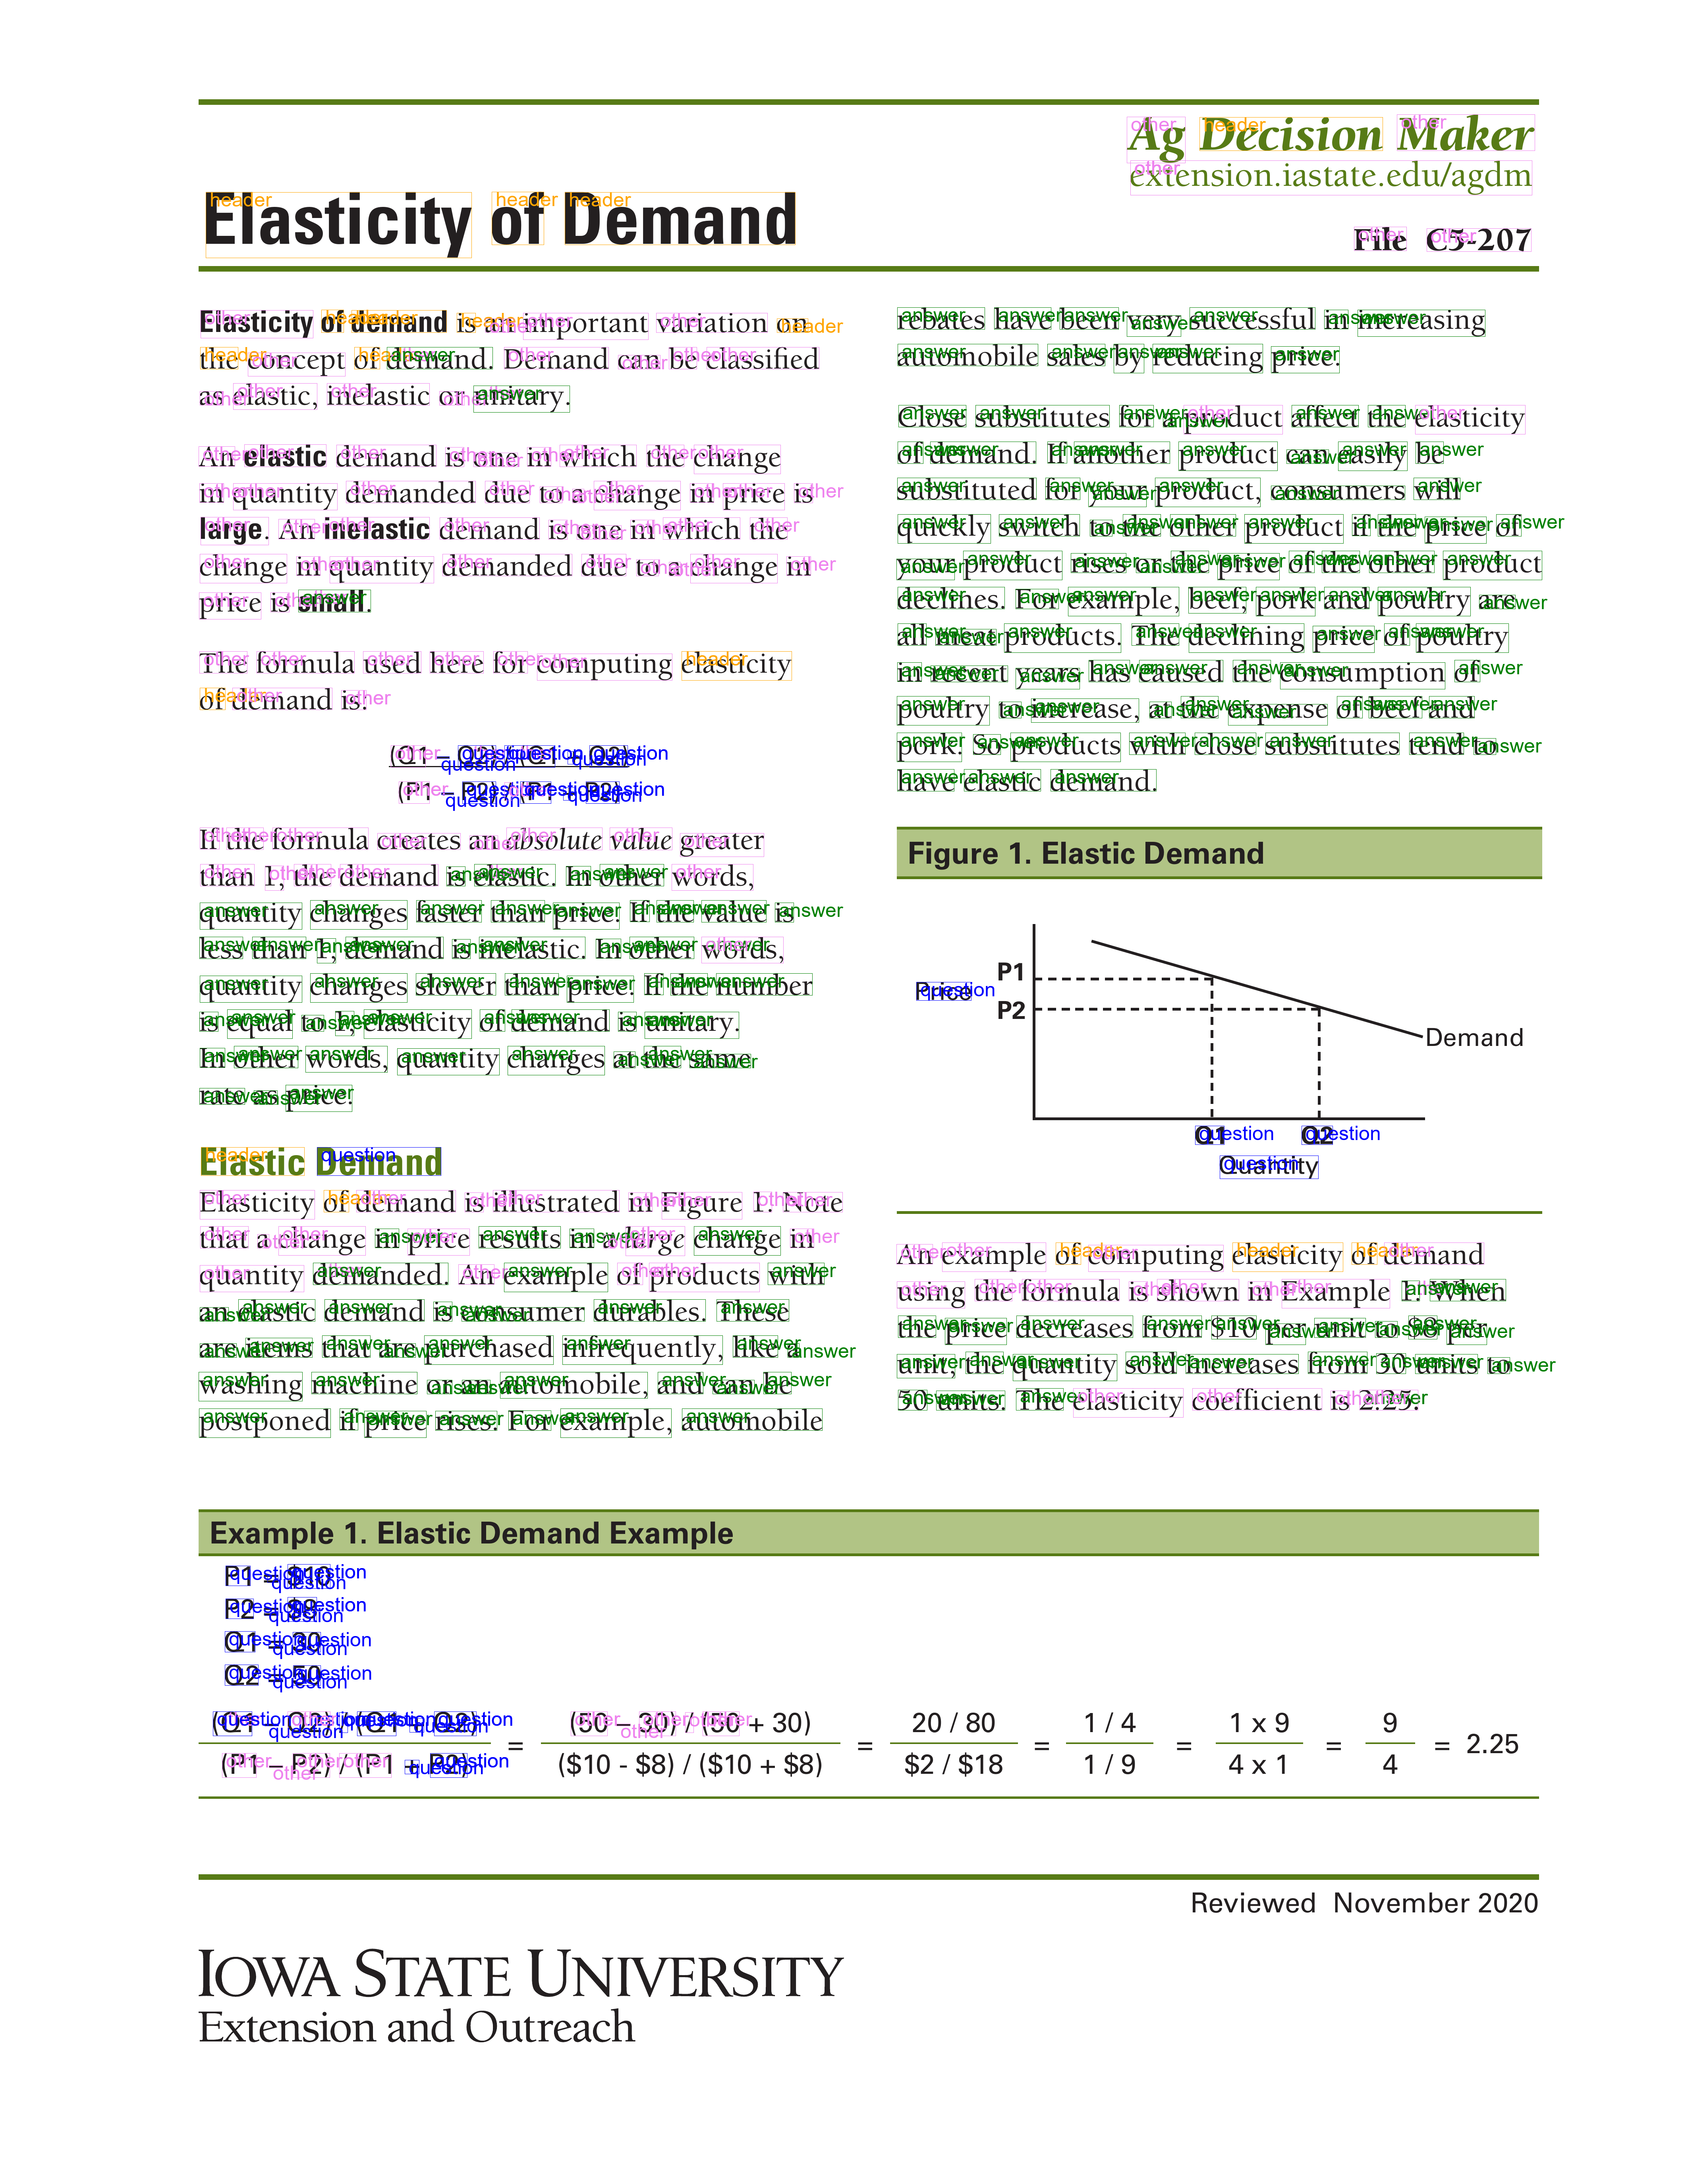 Ag Decision Maker
extension.iastate.edu/agdm
Elasticity of Demand
File C5-207
Elasticity of demand is an important variation on
the concept of demand. Demand can be classified
as elastic, inelastic or unitary.
An elastic demand is one in which the change
in quantity demanded due to a change in price is
large. An inelastic demand is one in which the
change in quantity demanded due to a change in
price is small.
The formula used here for computing elasticity
of demand is:
(Q1 – Q2) / (Q1 + Q2)
(P1 – P2) / (P1 + P2)
If the formula creates an absolute value greater
than 1, the demand is elastic. In other words,
quantity changes faster than price. If the value is
less than 1, demand is inelastic. In other words,
quantity changes slower than price. If the number
is equal to 1, elasticity of demand is unitary.
In other words, quantity changes at the same
rate as price.
Elastic Demand
Elasticity of demand is illustrated in Figure 1. Note
that a change in price results in a large change in
quantity demanded. An example of products with
an elastic demand is consumer durables. These
are items that are purchased infrequently, like a
washing machine or an automobile, and can be
postponed if price rises. For example, automobile
rebates have been very successful in increasing
automobile sales by reducing price.
Close substitutes for a product affect the elasticity
of demand. If another product can easily be
substituted for your product, consumers will
quickly switch to the other product if the price of
your product rises or the price of the other product
declines. For example, beef, pork and poultry are
all meat products. The declining price of poultry
in recent years has caused the consumption of
poultry to increase, at the expense of beef and
pork. So products with close substitutes tend to
have elastic demand.
Figure 1. Elastic Demand
P1
Price
P2
Demand
Q1 Q2
Quantity
An example of computing elasticity of demand
using the formula is shown in Example 1. When
the price decreases from $10 per unit to $8 per
unit, the quantity sold increases from 30 units to
50 units. The elasticity coefficient is 2.25.
Example 1. Elastic Demand Example
P1 = $10
P2 = $8
Q1 = 30
Q2 = 50
(Q1 – Q2) / (Q1 + Q2) = (50 – 30) / (50 + 30) = 20 / 80 = 1 / 4 = 1 x 9 = 9 = 2.25
(P1 – P2) / (P1 + P2) ($10 - $8) / ($10 + $8) $2 / $18 1 / 9 4 x 1 4
Reviewed November 2020
IOWA STATE UNIVERSITY
Extension and Outreach